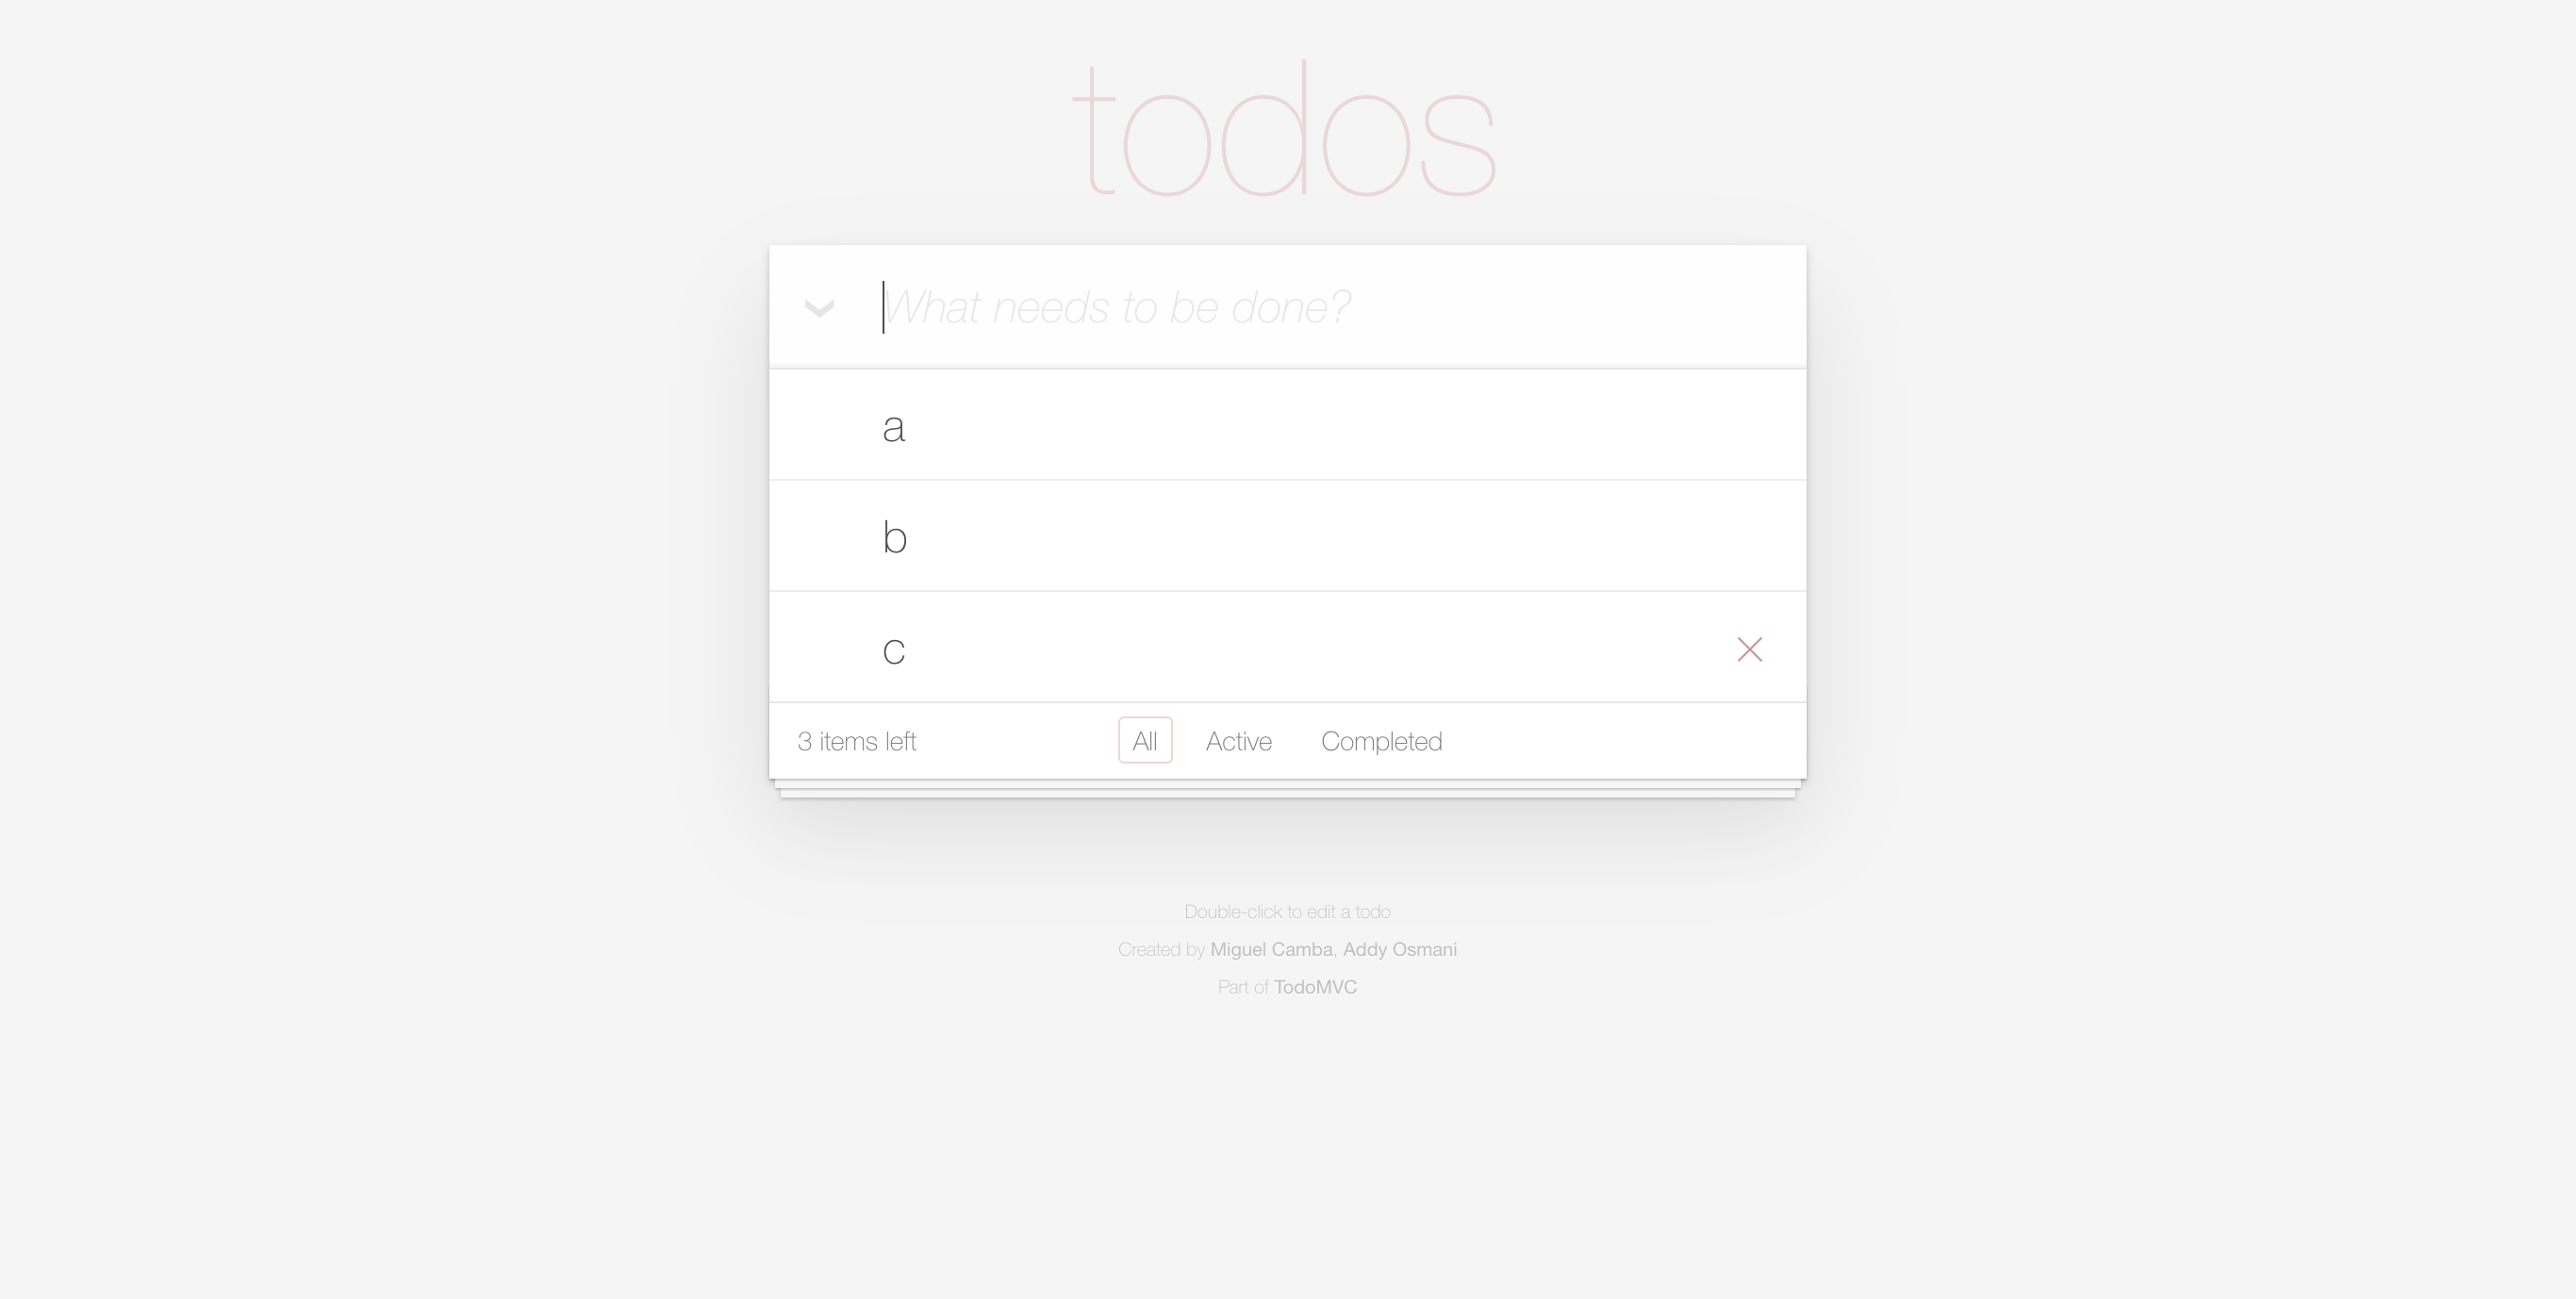 todos
What needs to be done?
a
b
c
3 items left All Active Completed
Double-click to edit a todo
Created by Miguel Camba, Addy Osmani
Part of TodoMVC